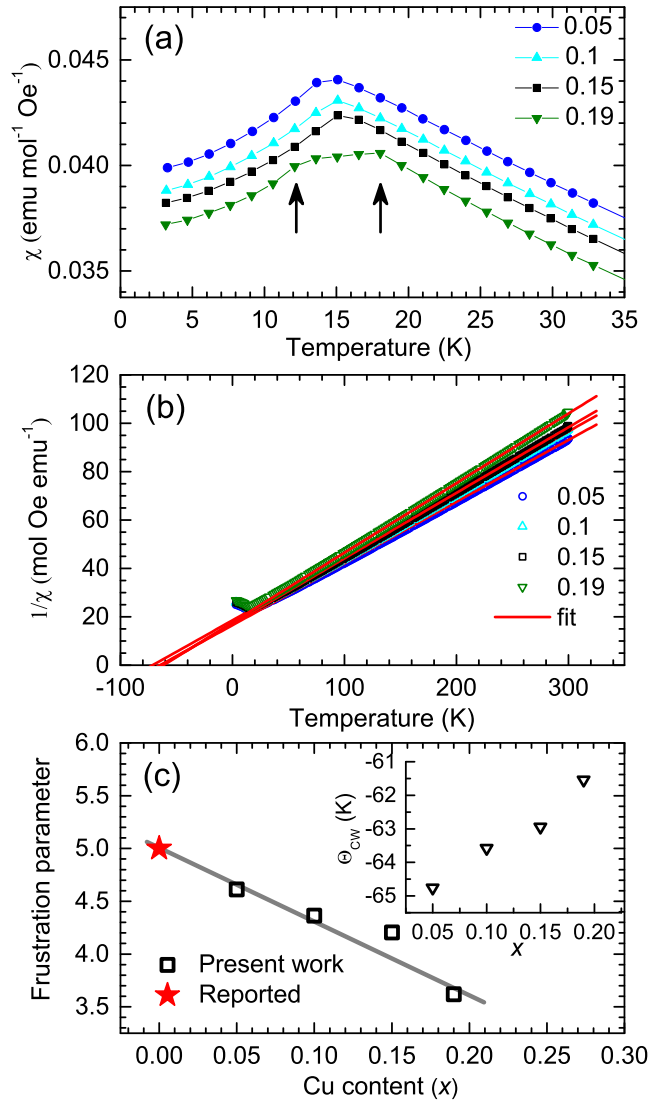 (a)
0.05
0.1
0.15
0.19
χ (emu mol⁻¹ Oe⁻¹)
0.045
0.040
0.035
0 5 10 15 20 25 30 35
Temperature (K)
(b)
120
100
80
60
40
20
0
1/χ (mol Oe emu⁻¹)
0.05
0.1
0.15
0.19
fit
-100 0 100 200 300
Temperature (K)
(c)
6.0
5.5
5.0
4.5
4.0
3.5
Frustration parameter
ΘCW (K)
-61
-62
-63
-64
-65
0.05 0.10 0.15 0.20
x
Present work
Reported
0.00 0.05 0.10 0.15 0.20 0.25 0.30
Cu content (x)